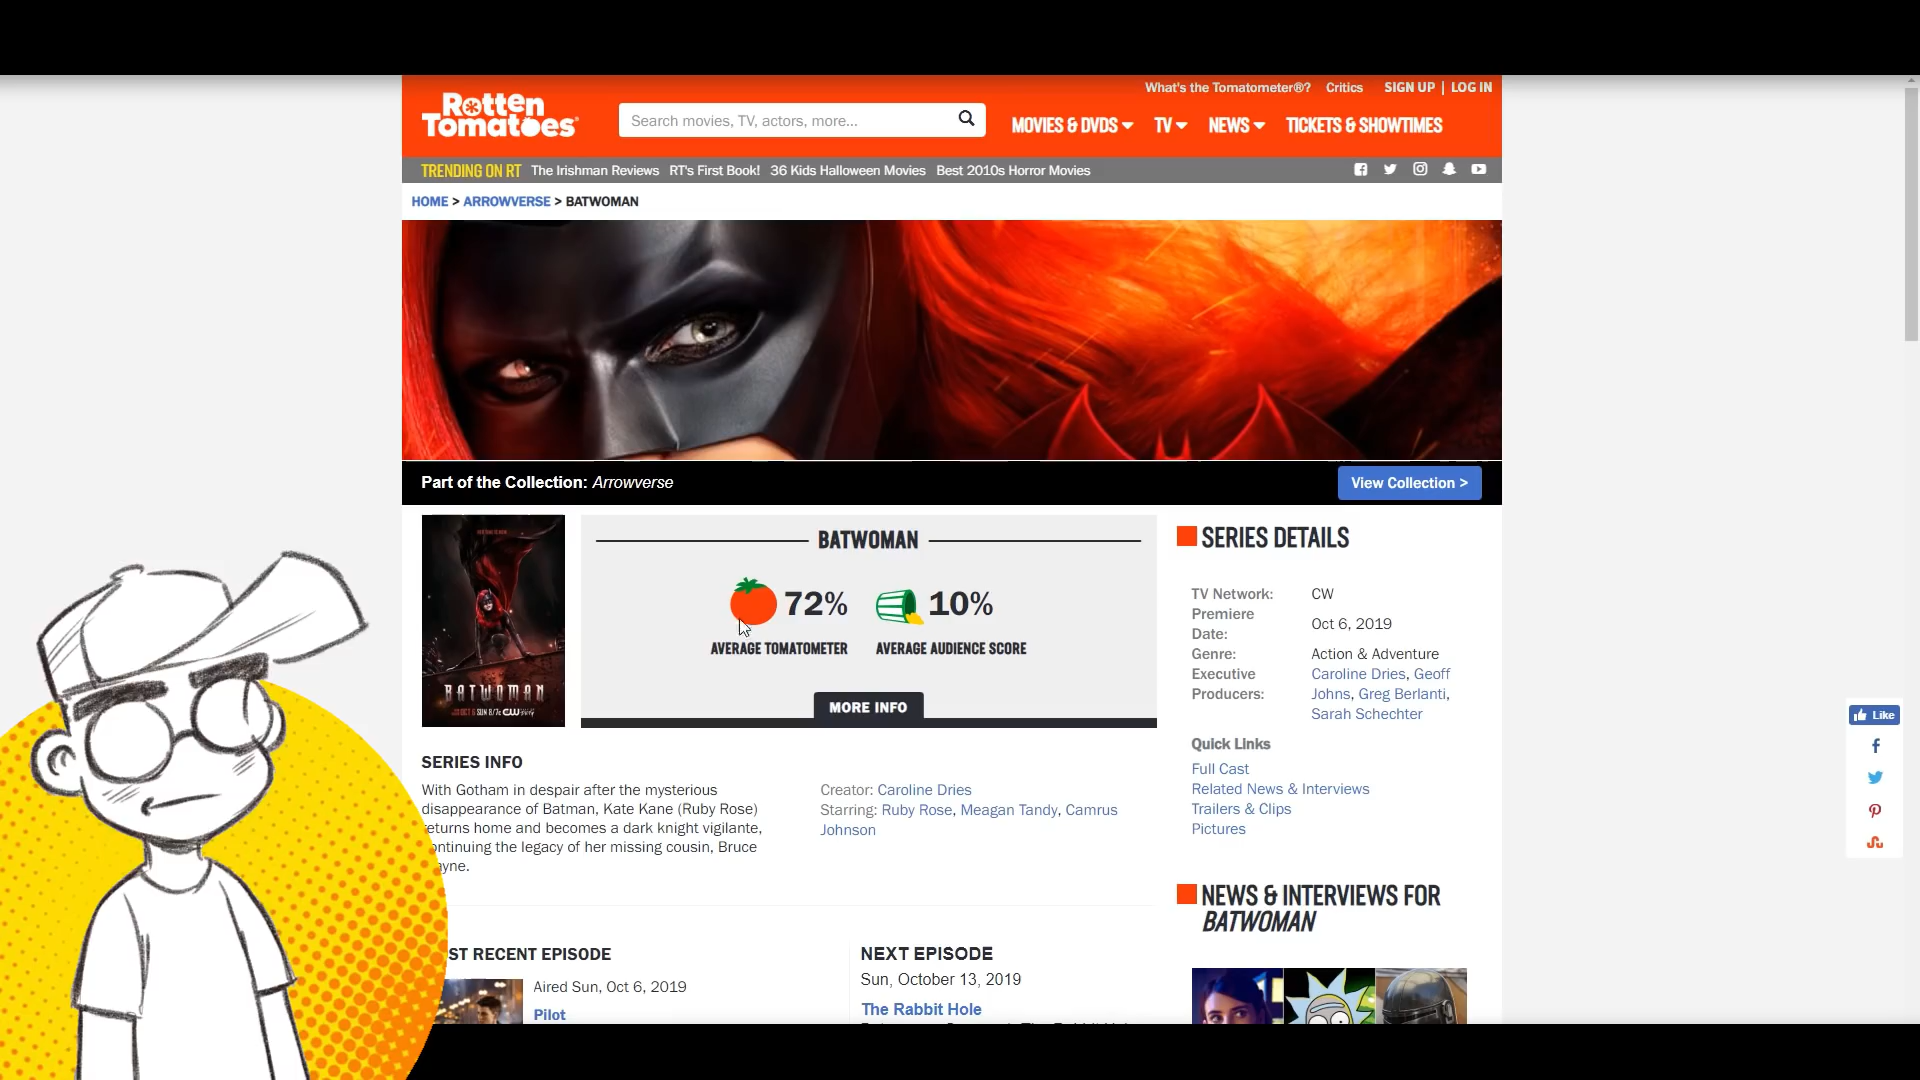 What's the Tomatometer®? Critics SIGN UP | LOG IN
Rotten Tomatoes
Search movies, TV, actors, more...
MOVIES & DVDS TV NEWS TICKETS & SHOWTIMES
TRENDING ON RT The Irishman Reviews RT's First Book! 36 Kids Halloween Movies Best 2010s Horror Movies
HOME > ARROWVERSE > BATWOMAN
Part of the Collection: Arrowverse
View Collection >
BATWOMAN
OCT 6 SUN 8/7c CW
BATWOMAN
72% 10%
AVERAGE TOMATOMETER AVERAGE AUDIENCE SCORE
MORE INFO
SERIES INFO
With Gotham in despair after the mysterious
disappearance of Batman, Kate Kane (Ruby Rose)
eturns home and becomes a dark knight vigilante,
ontinuing the legacy of her missing cousin, Bruce
ayne.
Creator: Caroline Dries
Starring: Ruby Rose, Meagan Tandy, Camrus
Johnson
ST RECENT EPISODE
Aired Sun, Oct 6, 2019
Pilot
NEXT EPISODE
Sun, October 13, 2019
The Rabbit Hole
SERIES DETAILS
TV Network: CW
Premiere
Date: Oct 6, 2019
Genre: Action & Adventure
Executive Caroline Dries, Geoff
Producers: Johns, Greg Berlanti,
Sarah Schechter
Quick Links
Full Cast
Related News & Interviews
Trailers & Clips
Pictures
NEWS & INTERVIEWS FOR
BATWOMAN
Like